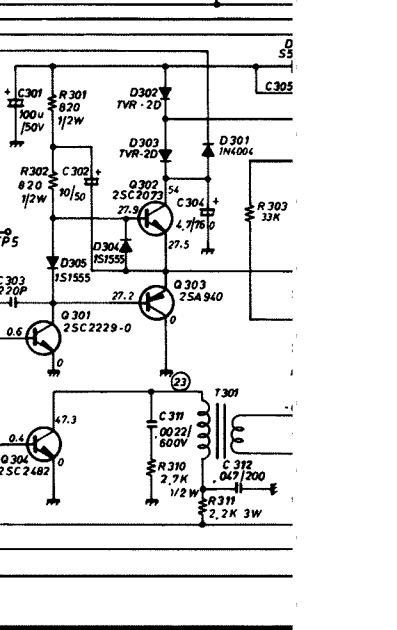 D
S5
C305
C301
100u
/50V
R301
820
1/2W
D302
TVR-2D
D303
TVR-2D
D301
1N4004
R302
820
1/2W
C302
10/50
Q302
2SC2073
54
27.9
C304
4,7/160
27.5
R303
33K
D304
1S1555
TP5
D305
1S1555
C303
220P
27.2
Q303
2SA940
0
Q301
2SC2229-0
0.6
0
23
T301
47.3
C311
.0022/
600V
0.4
Q304
2SC2482
0
R310
2,7K
1/2W
C312
.047/200
R311
2,2K 3W